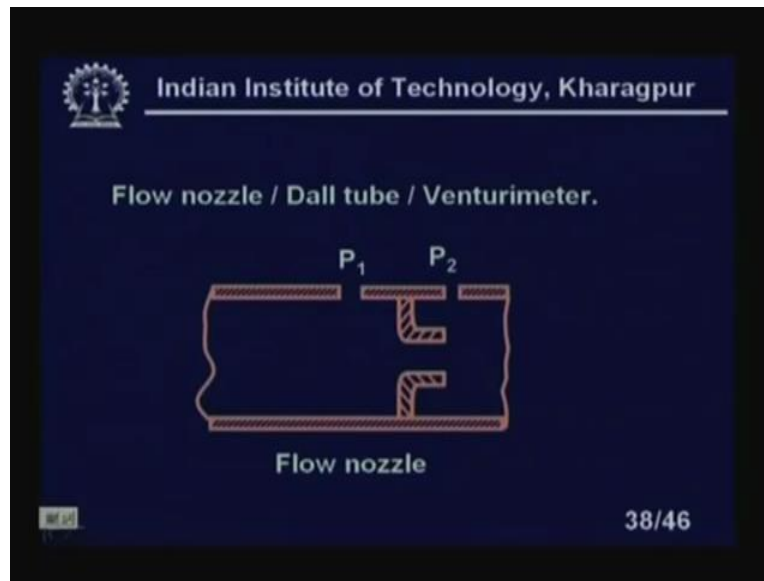 Indian Institute of Technology, Kharagpur
Flow nozzle / Dall tube / Venturimeter.
P₁ P₂
Flow nozzle
38/46